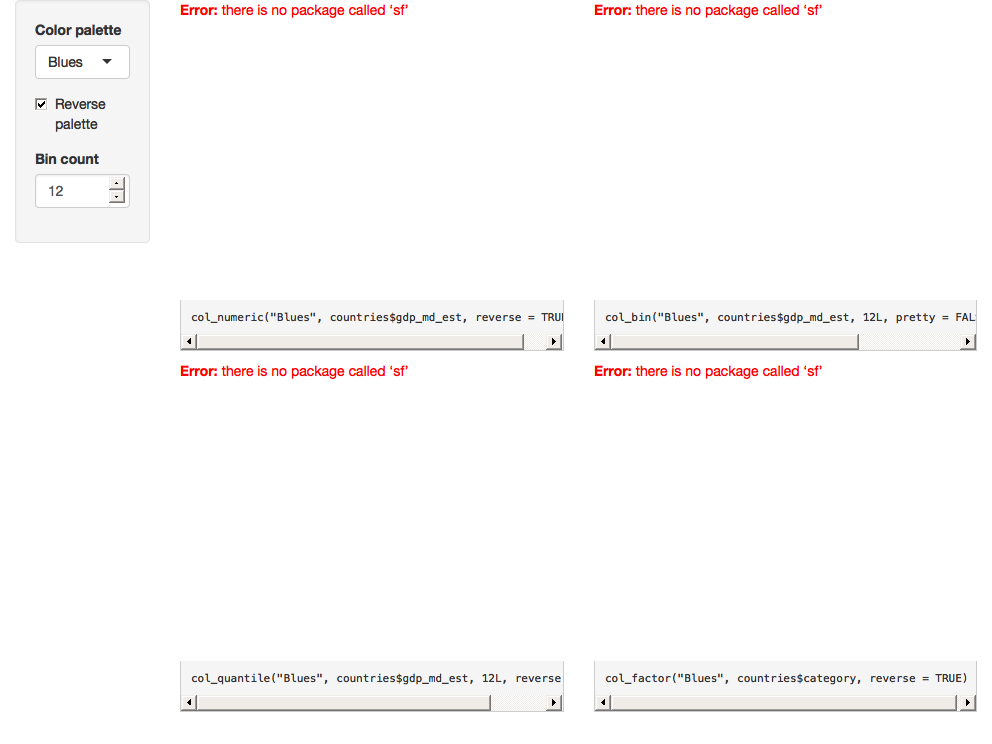 Color palette
Blues
Reverse
palette
Bin count
12
Error: there is no package called ‘sf’
Error: there is no package called ‘sf’
col_numeric("Blues", countries$gdp_md_est, reverse =
col_bin("Blues", countries$gdp_md_est, 12L, pretty =
Error: there is no package called ‘sf’
Error: there is no package called ‘sf’
col_quantile("Blues", countries$gdp_md_est, 12L, reverse
col_factor("Blues", countries$category, reverse = TRUE)